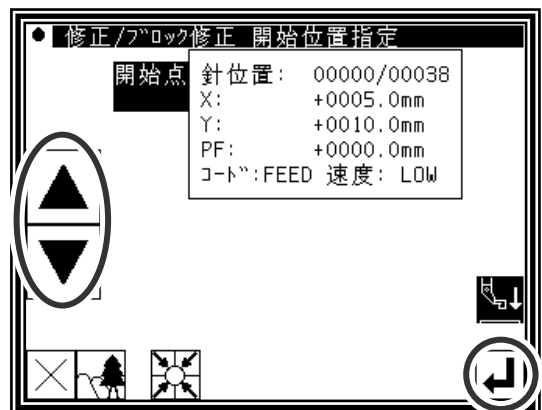 修正/ブロック修正 開始位置指定
開始点
針位置: 00000/00038
X: +0005.0mm
Y: +0010.0mm
PF: +0000.0mm
コード:FEED 速度: LOW